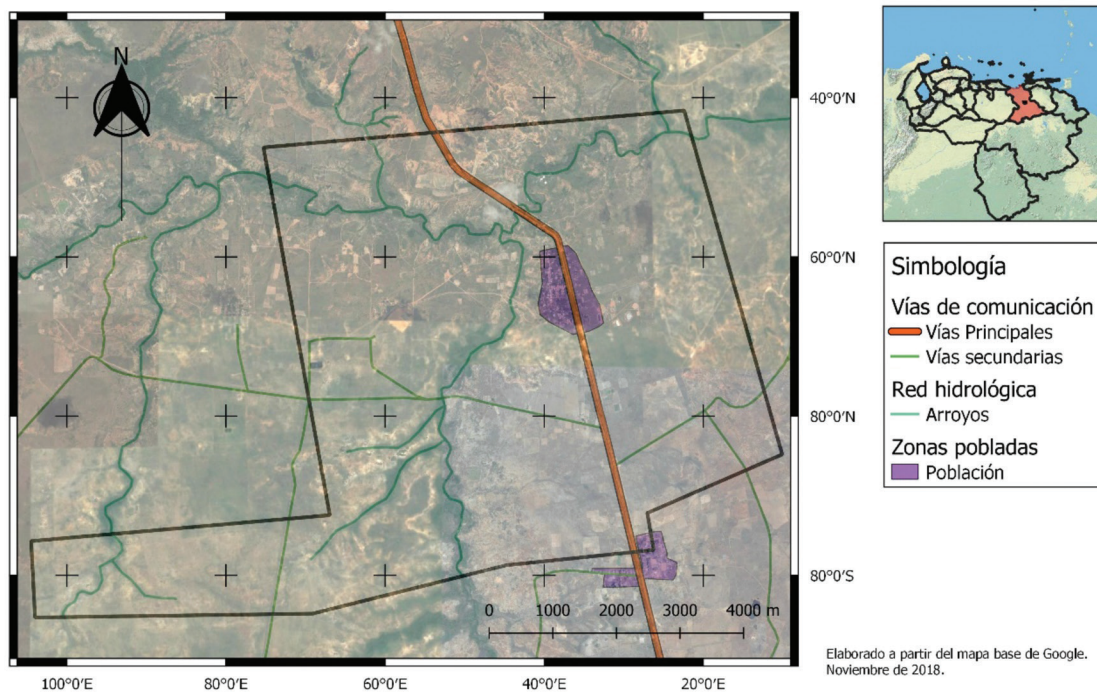 N
40°0'N
60°0'N
80°0'N
80°0'S
0 1000 2000 3000 4000 m
100°0'E 80°0'E 60°0'E 40°0'E 20°0'E
Simbología
Vías de comunicación
Vías Principales
Vías secundarias
Red hidrológica
Arroyos
Zonas pobladas
Población
Elaborado a partir del mapa base de Google.
Noviembre de 2018.